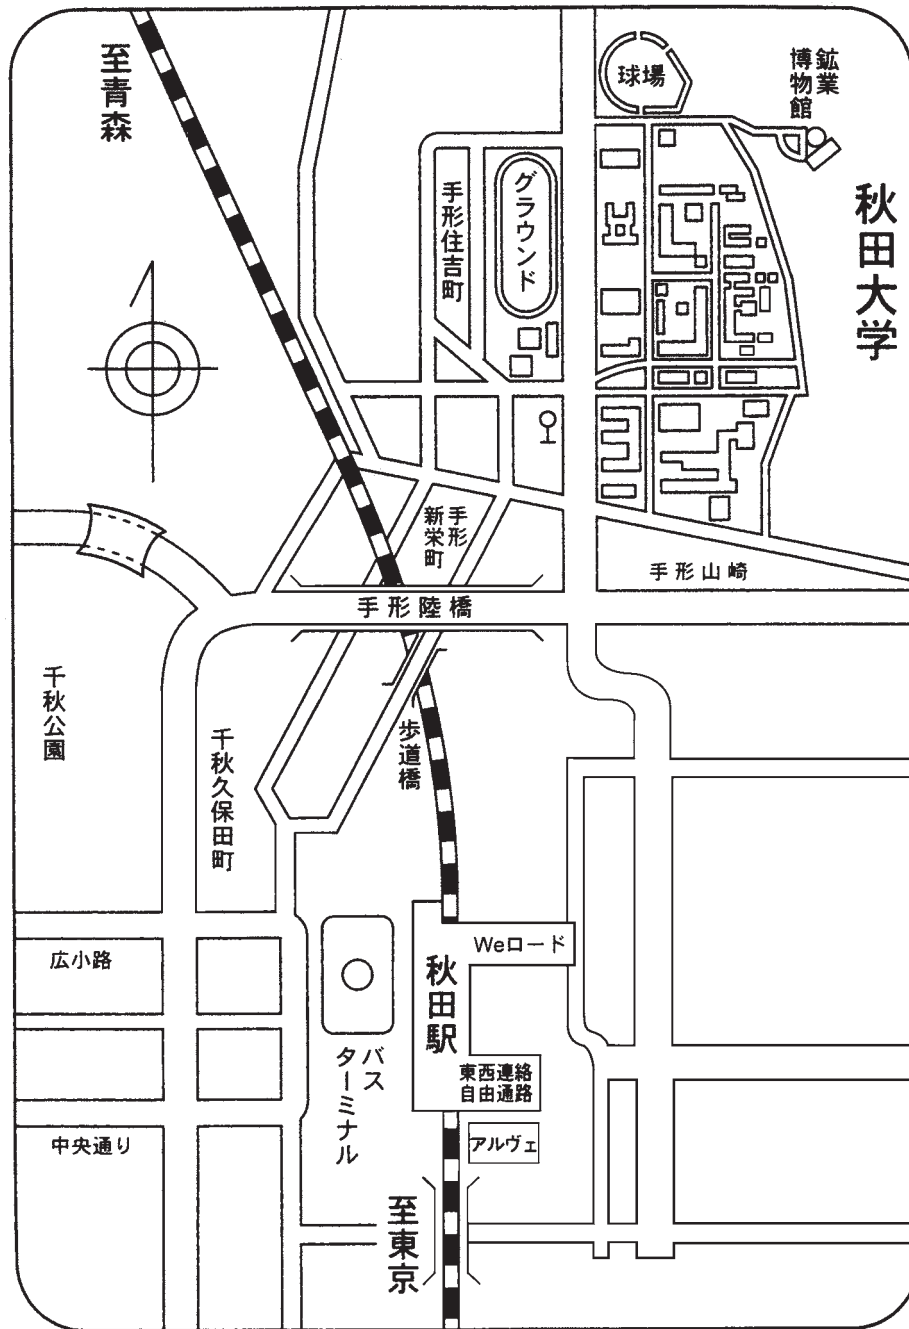 至青森
球場
鉱業
博物館
秋田大学
グラウンド
手形住吉町
手形
新栄町
手形山崎
手形陸橋
千秋公園
歩道橋
千秋久保田町
Weロード
広小路
秋田駅
バス
ターミナル
東西連絡
自由通路
アルヴェ
中央通り
至東京